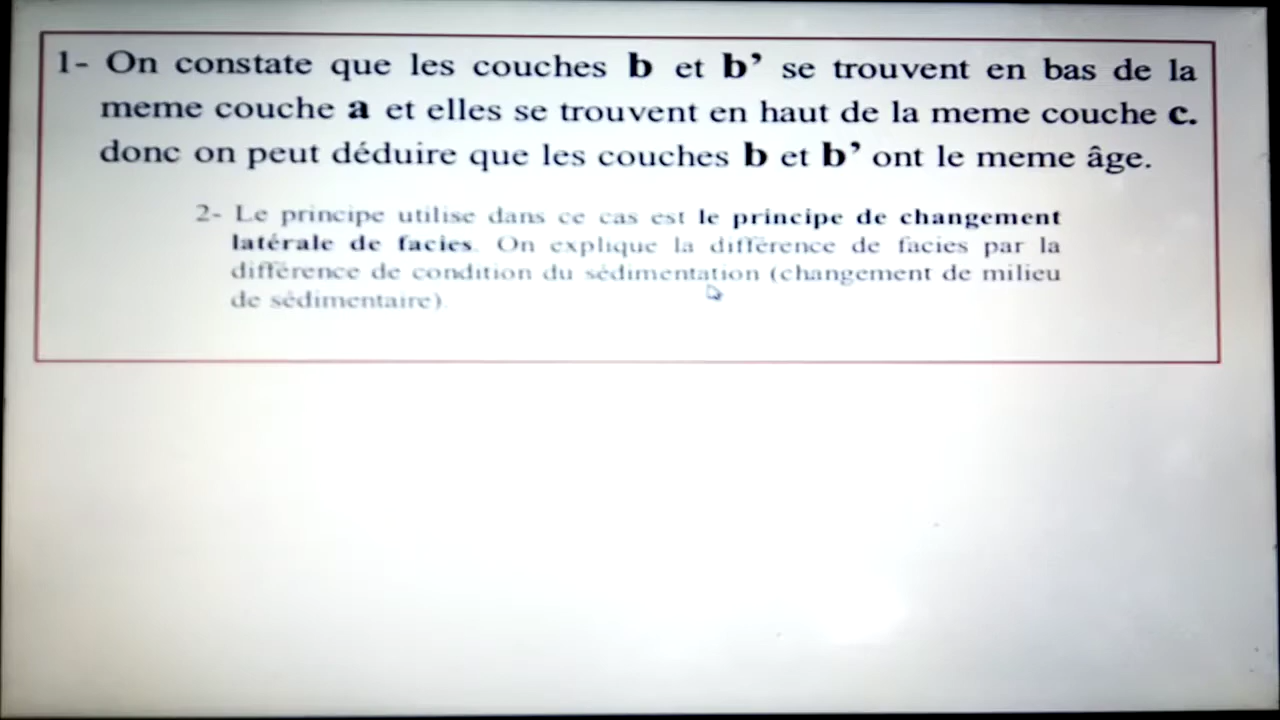 1- On constate que les couches b et b’ se trouvent en bas de la
meme couche a et elles se trouvent en haut de la meme couche c.
donc on peut déduire que les couches b et b’ ont le meme âge.
2- Le principe utilise dans ce cas est le principe de changement
latérale de facies. On explique la différence de facies par la
différence de condition du sédimentation (changement de milieu
de sédimentaire).